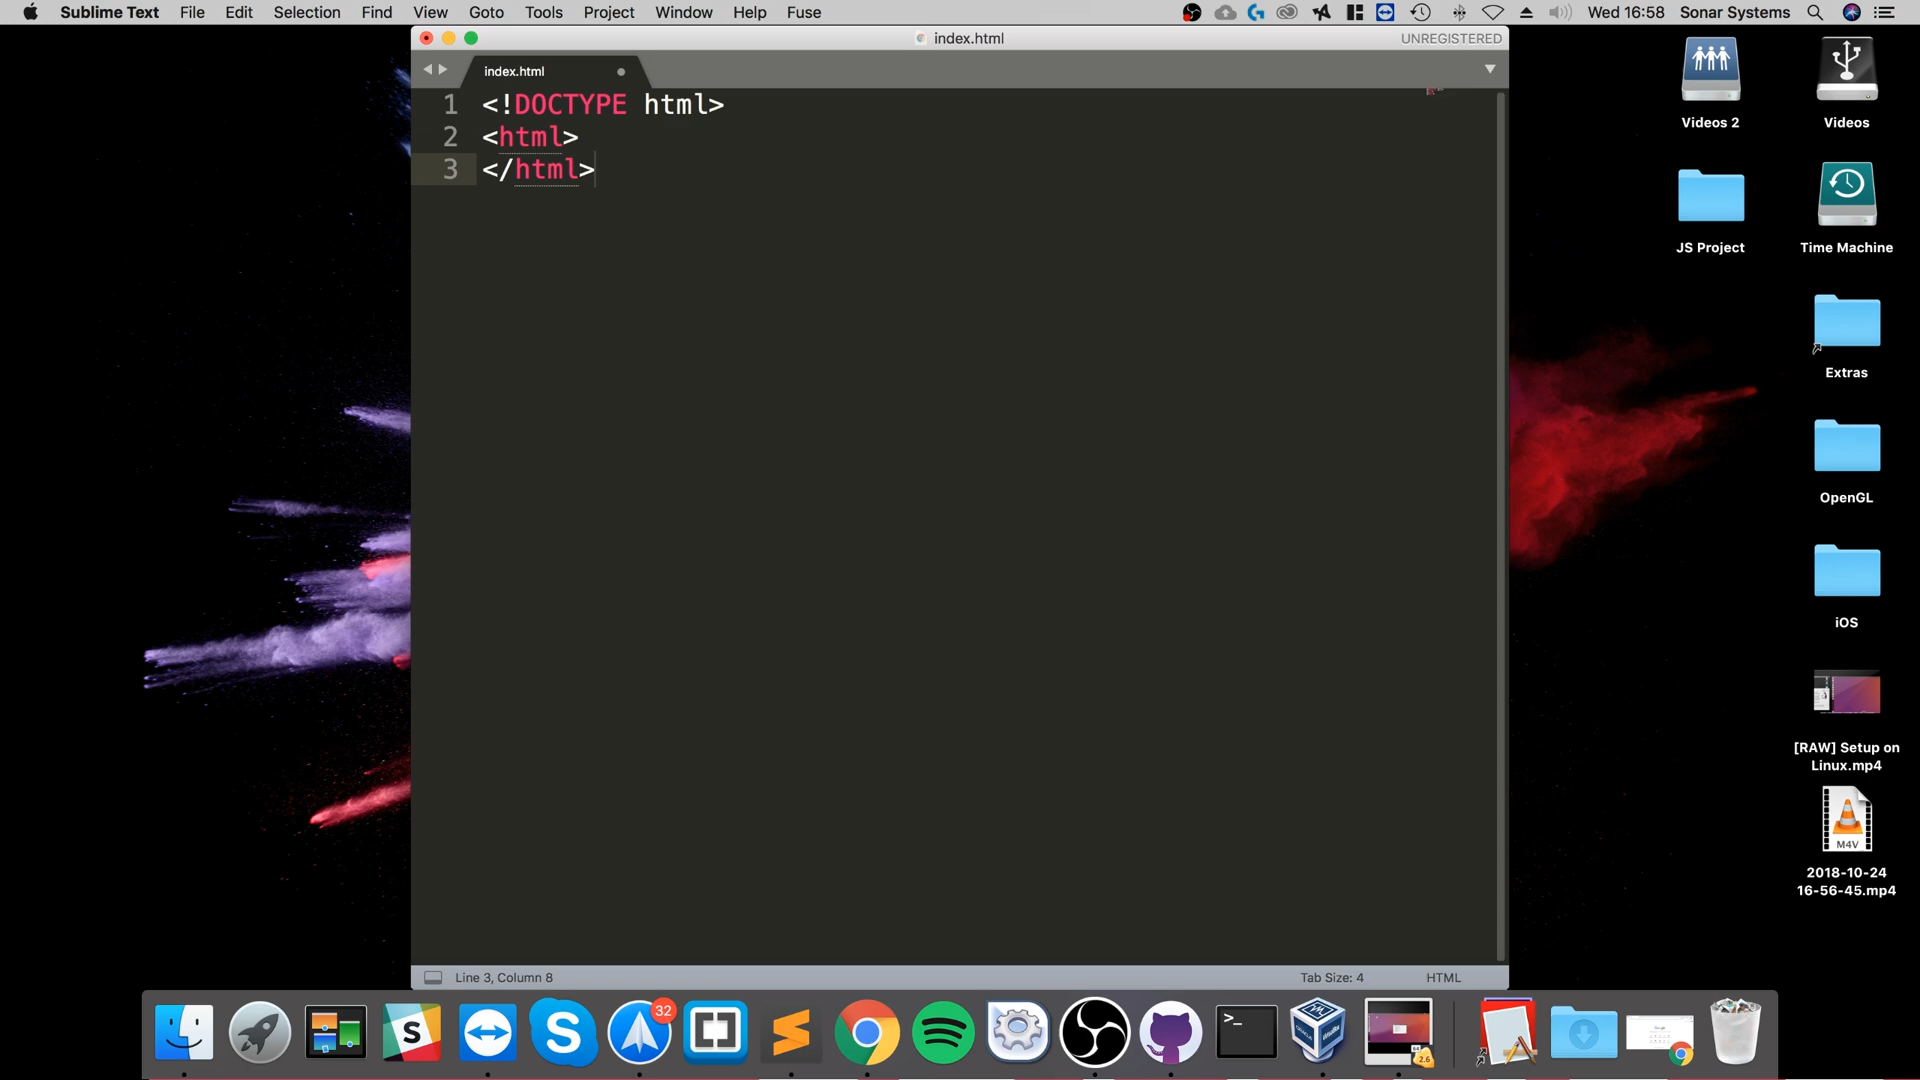 Sublime Text File Edit Selection Find View Goto Tools Project Window Help Fuse Wed 16:58 Sonar Systems
index.html UNREGISTERED
index.html
1 <!DOCTYPE html>
2 <html>
3 </html>
Line 3, Column 8 Tab Size: 4 HTML
Videos 2 Videos
JS Project Time Machine
Extras
OpenGL
iOS
[RAW] Setup on
Linux.mp4
M4V
2018-10-24
16-56-45.mp4
32
S
S
>_
2.6